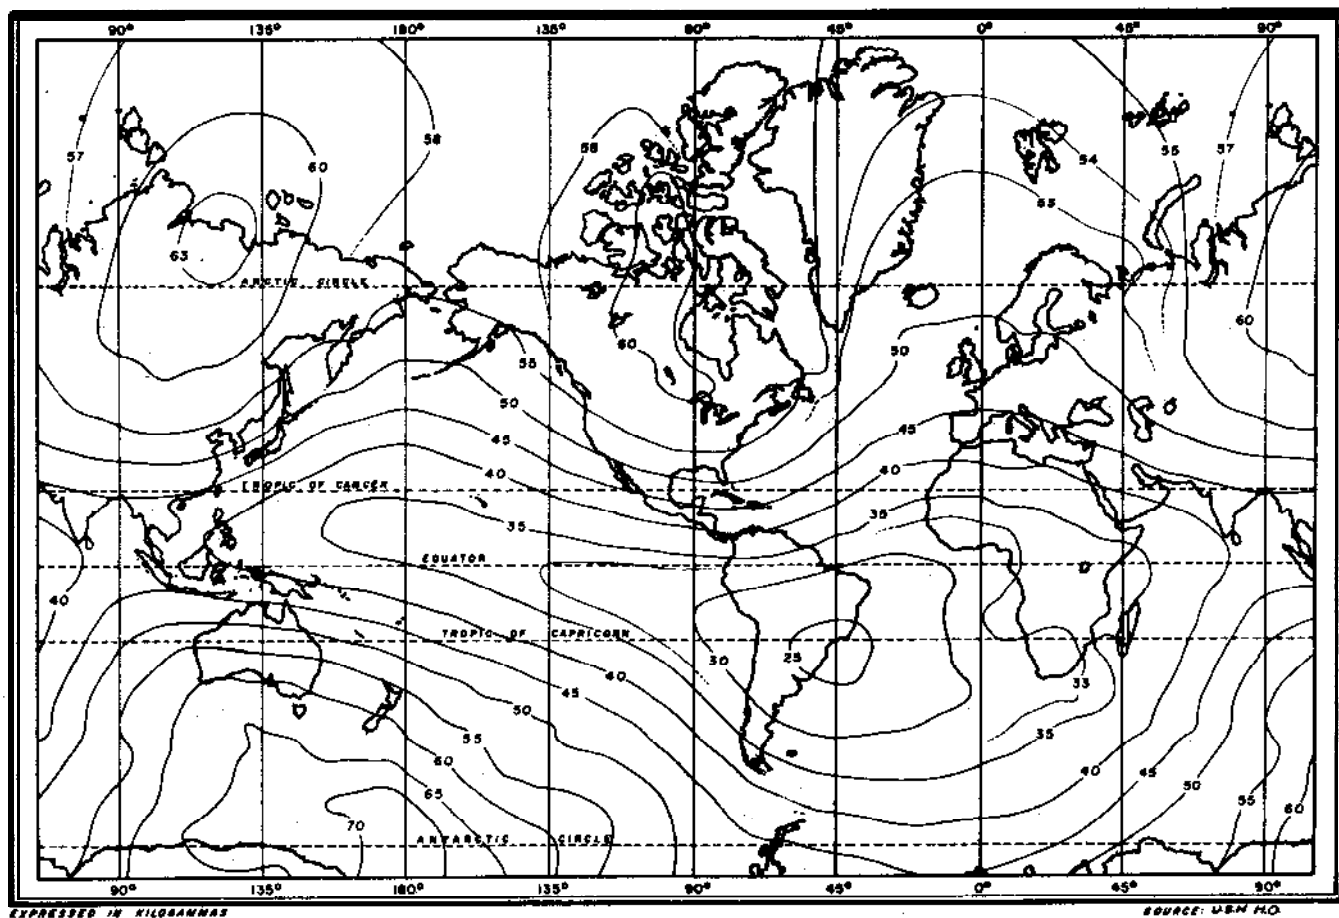 90° 135° 180° 135° 90° 45° 0° 45° 90°
58 58
57 60 54 56 57
55
63
ARCTIC CIRCLE
60
50
60
55
50
45 45
40 40
TROPIC OF CANCER
35 35
EQUATOR
40
TROPIC OF CAPRICORN
30 25
40 33
45
50
35
55
60 40 45
50
65 55
60
70
ANTARCTIC CIRCLE
90° 135° 180° 135° 90° 45° 0° 45° 90°
EXPRESSED IN KILOGAMMAS SOURCE: U.S.N H.O.